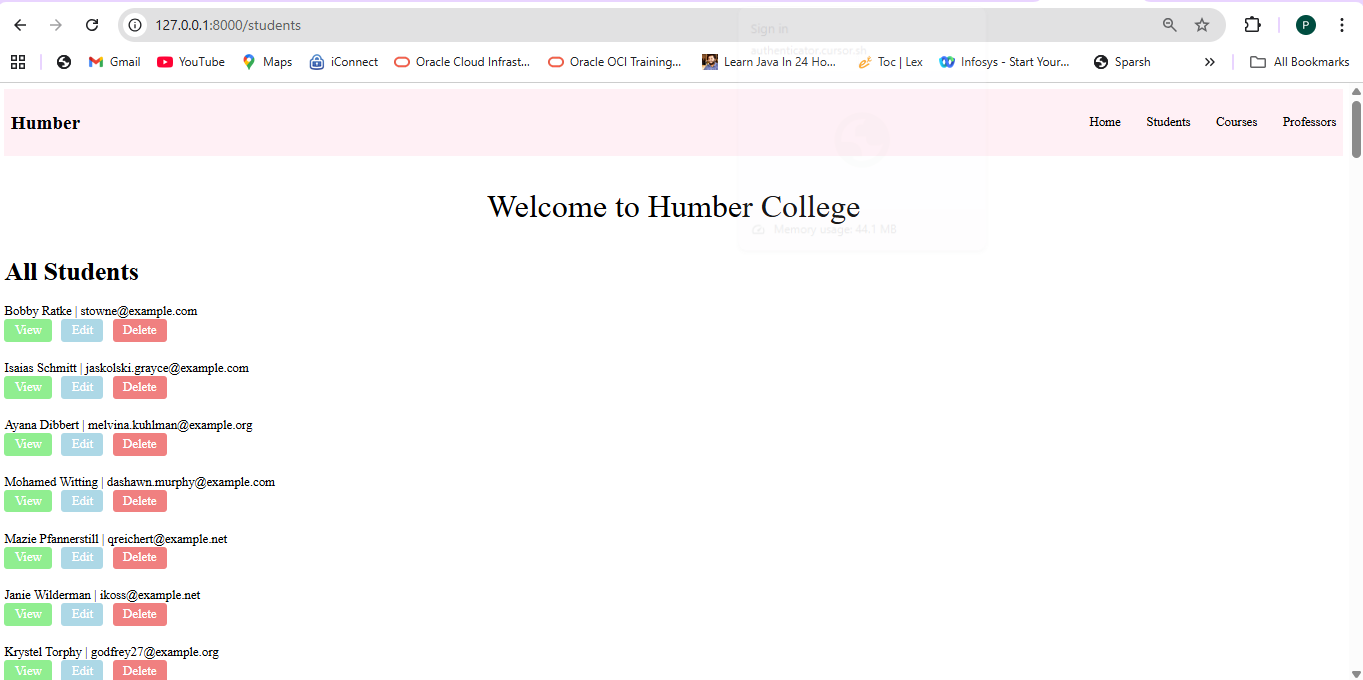 127.0.0.1:8000/students
Sign in
authenticator.cursor.sh
P
Gmail YouTube Maps iConnect Oracle Cloud Infrast... Oracle OCI Training... Learn Java In 24 Ho... Toc | Lex Infosys - Start Your... Sparsh » All Bookmarks
Humber Home Students Courses Professors
Welcome to Humber College
Memory usage: 44.1 MB
All Students
Bobby Ratke | stowne@example.com
View Edit Delete
Isaias Schmitt | jaskolski.grayce@example.com
View Edit Delete
Ayana Dibbert | melvina.kuhlman@example.org
View Edit Delete
Mohamed Witting | dashawn.murphy@example.com
View Edit Delete
Mazie Pfannerstill | qreichert@example.net
View Edit Delete
Janie Wilderman | ikoss@example.net
View Edit Delete
Krystel Torphy | godfrey27@example.org
View Edit Delete